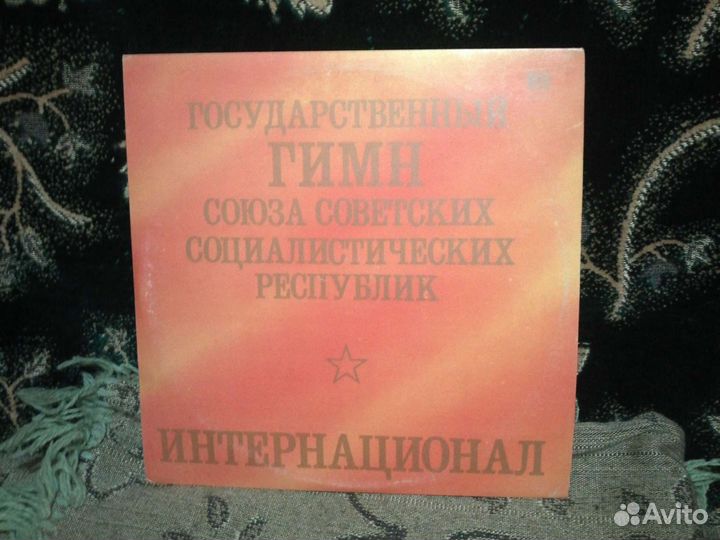 ГОСУДАРСТВЕННЫЙ
ГИМН
СОЮЗА СОВЕТСКИХ
СОЦИАЛИСТИЧЕСКИХ
РЕСПУБЛИК
ИНТЕРНАЦИОНАЛ
Avito